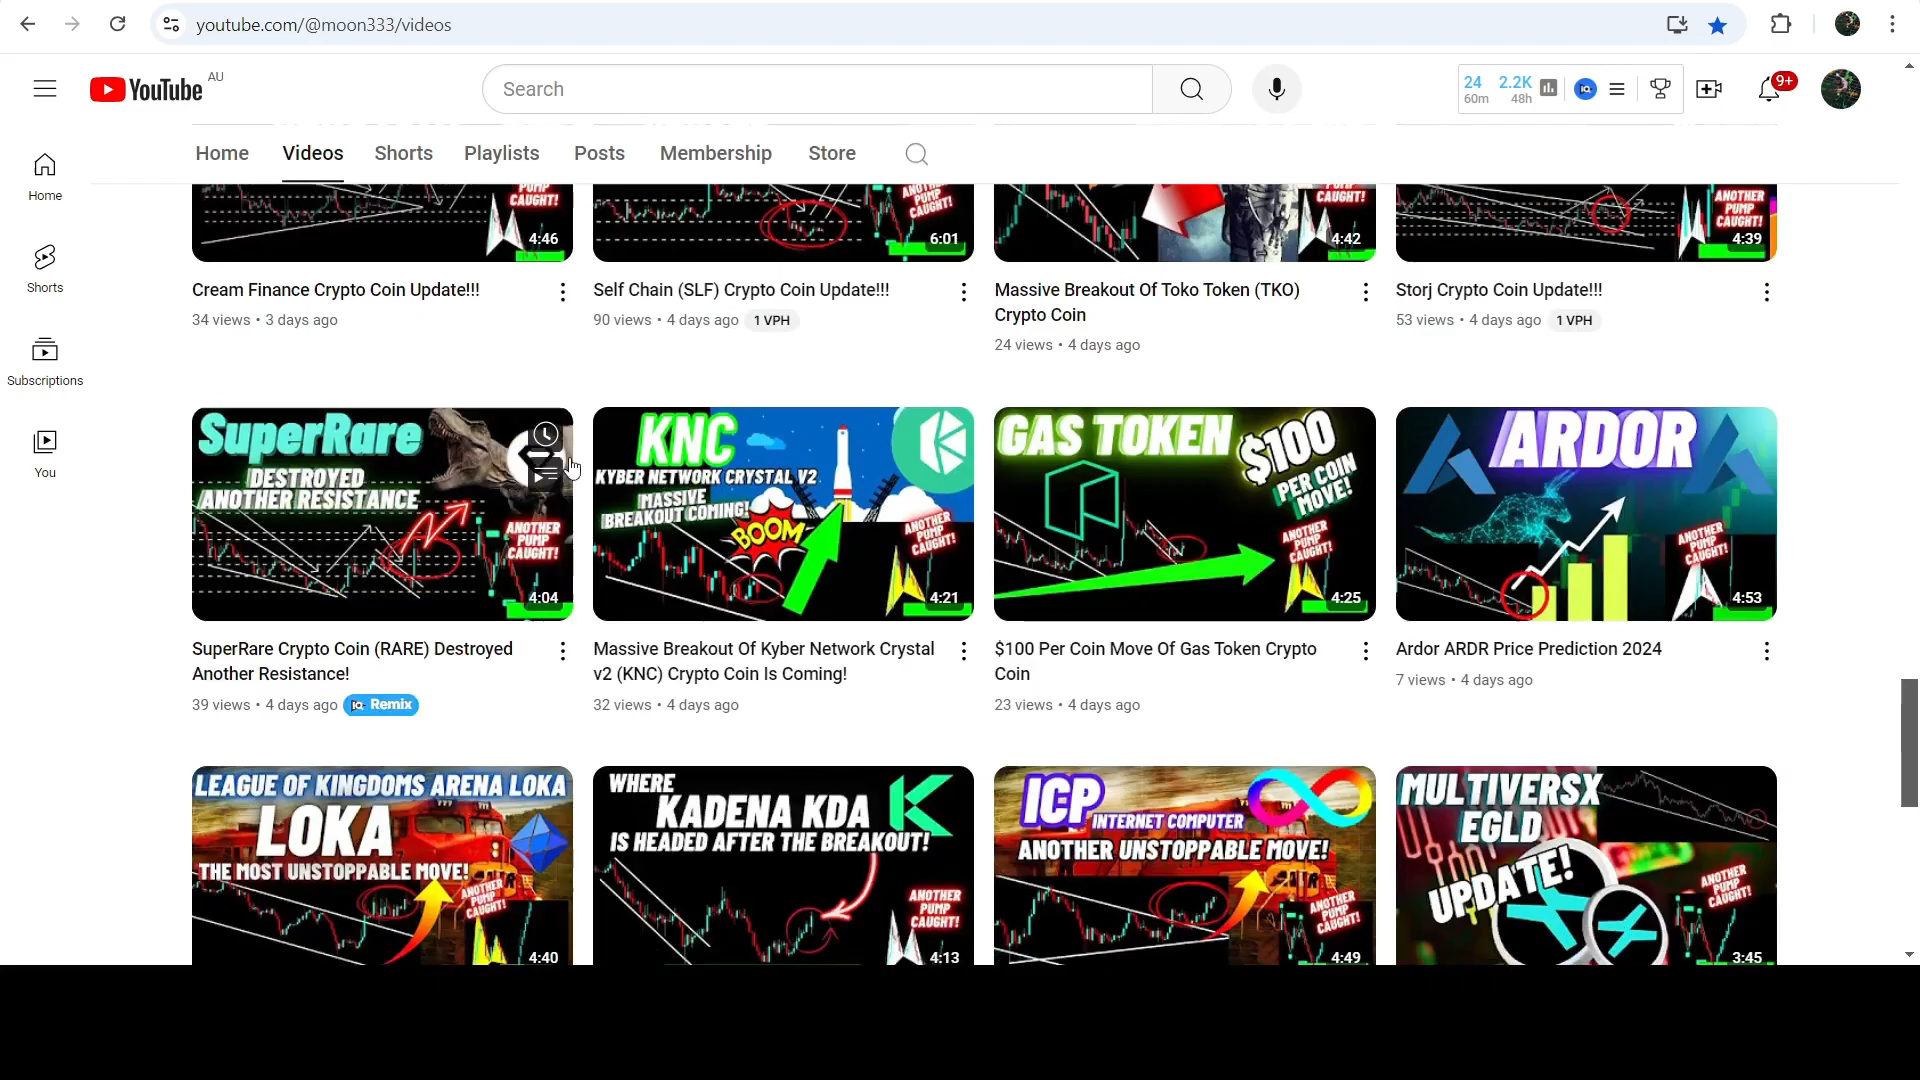 youtube.com/@moon333/videos
YouTube AU
Search
24 2.2K
60m 48h
9+
Home Videos Shorts Playlists Posts Membership Store
Home
Shorts
Subscriptions
You
CAUGHT!
4:46
Cream Finance Crypto Coin Update!!!
34 views • 3 days ago
PUMP
CAUGHT!
6:01
Self Chain (SLF) Crypto Coin Update!!!
90 views • 4 days ago 1 VPH
CAUGHT!
4:42
Massive Breakout Of Toko Token (TKO)
Crypto Coin
24 views • 4 days ago
ANOTHER
PUMP
CAUGHT!
4:39
Storj Crypto Coin Update!!!
53 views • 4 days ago 1 VPH
SuperRare
DESTROYED
ANOTHER RESISTANCE
ANOTHER
PUMP
CAUGHT!
4:04
SuperRare Crypto Coin (RARE) Destroyed
Another Resistance!
39 views • 4 days ago Remix
KNC
KYBER NETWORK CRYSTAL V2
MASSIVE
BREAKOUT COMING!
BOOM
ANOTHER
PUMP
CAUGHT!
4:21
Massive Breakout Of Kyber Network Crystal
v2 (KNC) Crypto Coin Is Coming!
32 views • 4 days ago
GAS TOKEN
$100
PER COIN
MOVE!
ANOTHER
PUMP
CAUGHT!
4:25
$100 Per Coin Move Of Gas Token Crypto
Coin
23 views • 4 days ago
ARDOR
ANOTHER
PUMP
CAUGHT!
4:53
Ardor ARDR Price Prediction 2024
7 views • 4 days ago
LEAGUE OF KINGDOMS ARENA LOKA
LOKA
THE MOST UNSTOPPABLE MOVE!
ANOTHER
PUMP
CAUGHT!
4:40
WHERE
KADENA KDA
IS HEADED AFTER THE BREAKOUT!
ANOTHER
PUMP
CAUGHT!
4:13
ICP
INTERNET COMPUTER
ANOTHER UNSTOPPABLE MOVE!
ANOTHER
PUMP
CAUGHT!
4:49
MULTIVERSX
EGLD
UPDATE!
ANOTHER
PUMP
CAUGHT!
3:45